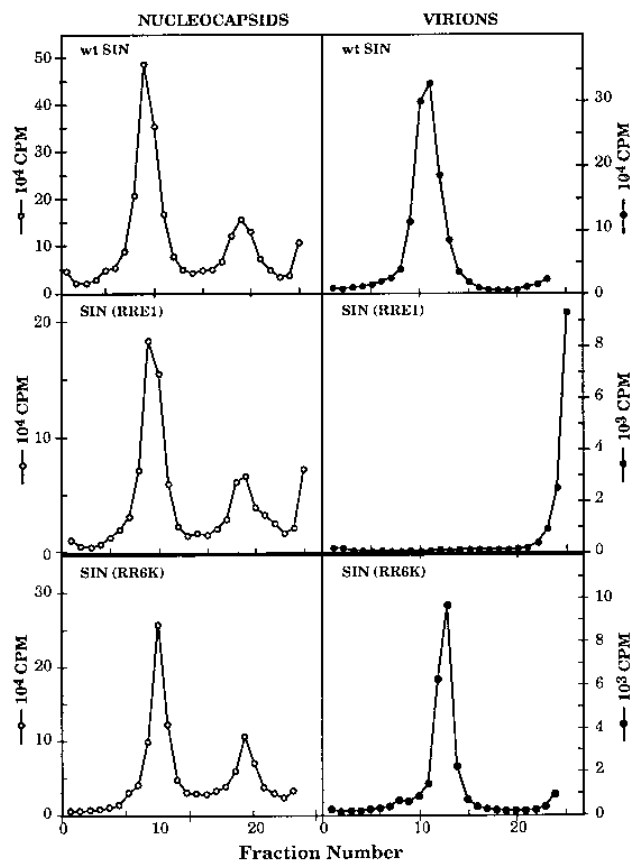 NUCLEOCAPSIDS VIRIONS
wt SIN wt SIN
50
40
30
20
10
0
10⁴ CPM
30
20
10
0
10⁴ CPM
SIN (RRE1) SIN (RRE1)
20
10
0
10⁴ CPM
8
6
4
2
0
10³ CPM
SIN (RR6K) SIN (RR6K)
30
20
10
0
10⁴ CPM
10
8
6
4
2
0
10³ CPM
0 10 20 0 10 20
Fraction Number